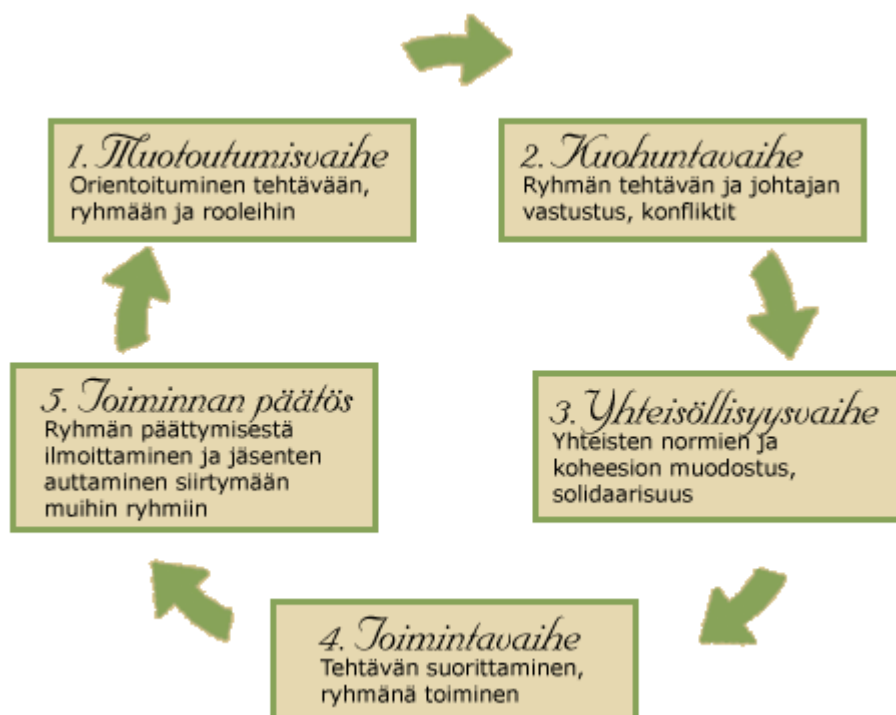 1. Muotoutumisvaihe
Orientoituminen tehtävään,
ryhmään ja rooleihin
2. Kuohuntavaihe
Ryhmän tehtävän ja johtajan
vastustus, konfliktit
3. Yhteisöllisyysvaihe
Yhteisten normien ja
koheesion muodostus,
solidaarisuus
4. Toimintavaihe
Tehtävän suorittaminen,
ryhmänä toiminen
5. Toiminnan päätös
Ryhmän päättymisestä
ilmoittaminen ja jäsenten
auttaminen siirtymään
muihin ryhmiin